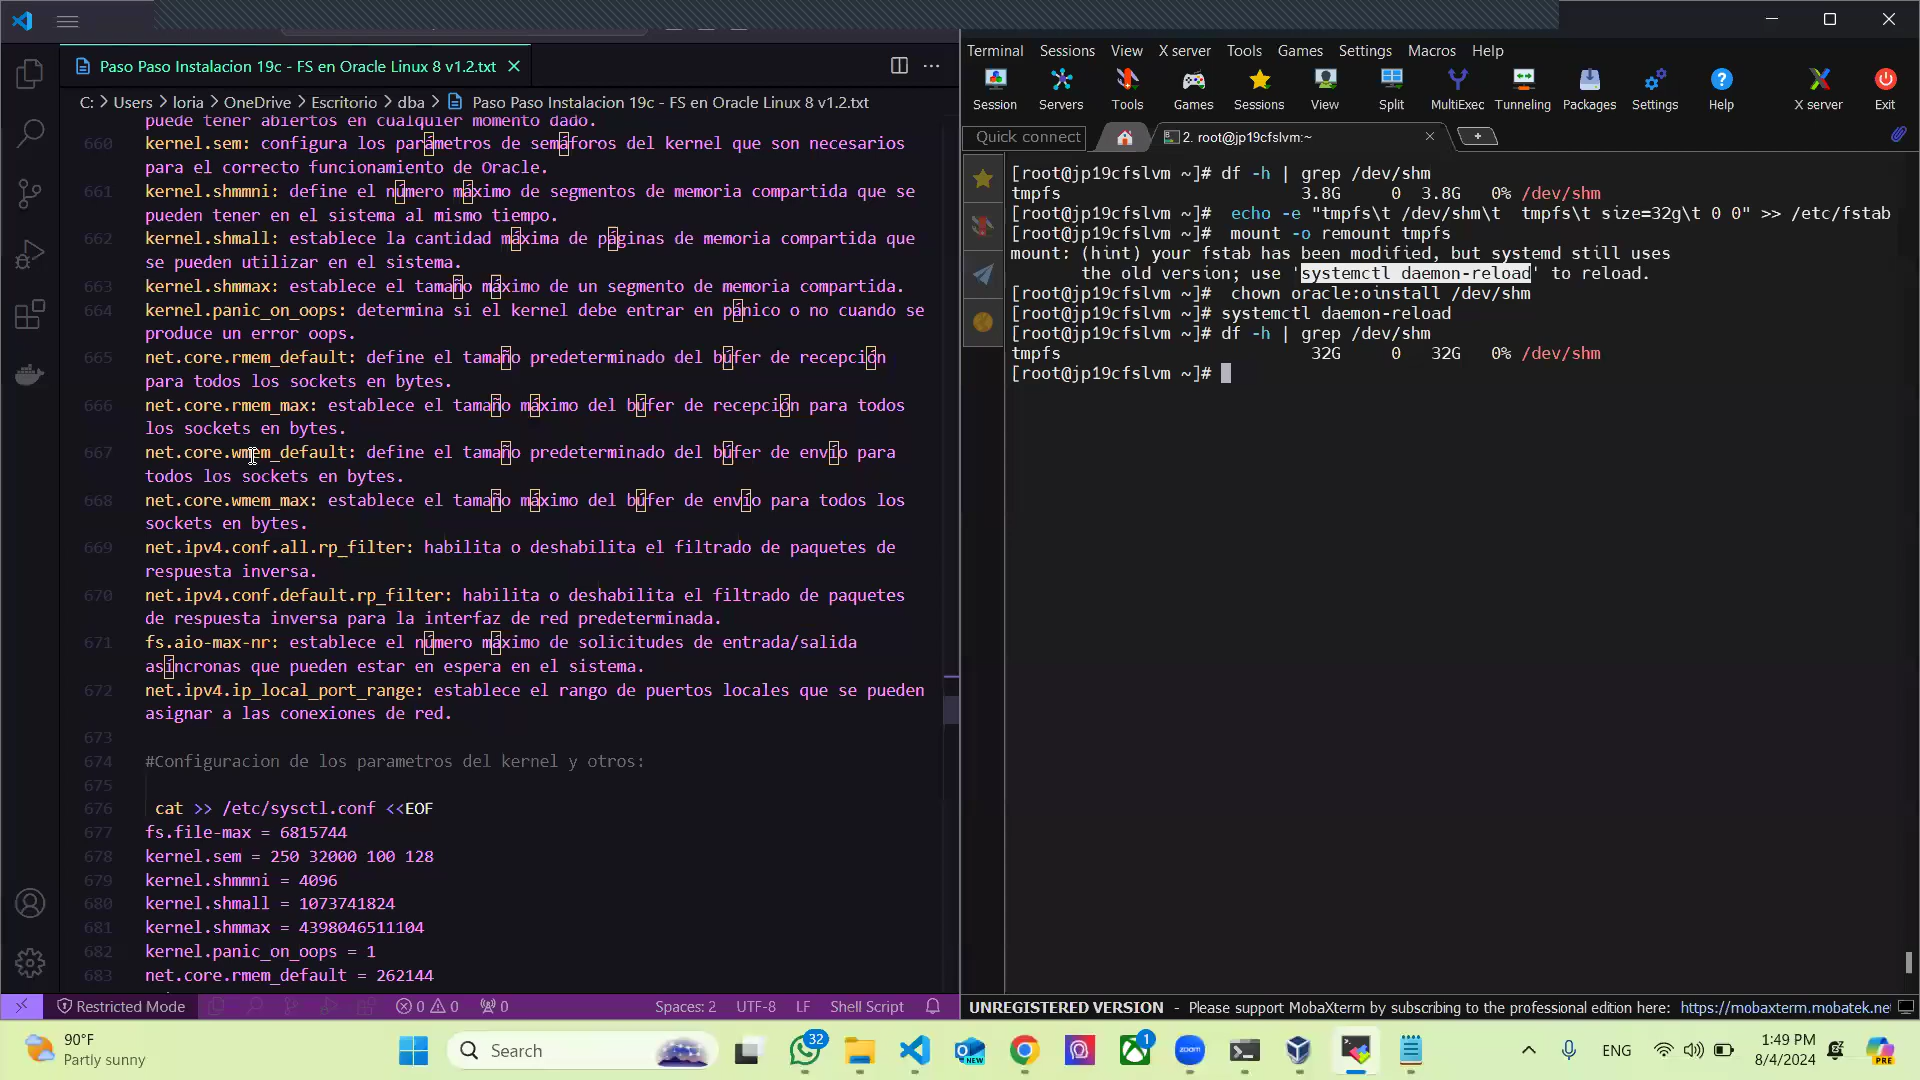 Paso Paso Instalacion 19c - FS en Oracle Linux 8 v1.2.txt
C: > Users > loria > OneDrive > Escritorio > dba > Paso Paso Instalacion 19c - FS en Oracle Linux 8 v1.2.txt
puede tener abiertos en cualquier momento dado.
660 kernel.sem: configura los parámetros de semáforos del kernel que son necesarios
para el correcto funcionamiento de Oracle.
661 kernel.shmmni: define el número máximo de segmentos de memoria compartida que se
pueden tener en el sistema al mismo tiempo.
662 kernel.shmall: establece la cantidad máxima de páginas de memoria compartida que
se pueden utilizar en el sistema.
663 kernel.shmmax: establece el tamaño máximo de un segmento de memoria compartida.
664 kernel.panic_on_oops: determina si el kernel debe entrar en pánico o no cuando se
produce un error oops.
665 net.core.rmem_default: define el tamaño predeterminado del búfer de recepción
para todos los sockets en bytes.
666 net.core.rmem_max: establece el tamaño máximo del búfer de recepción para todos
los sockets en bytes.
667 net.core.wmem_default: define el tamaño predeterminado del búfer de envío para
todos los sockets en bytes.
668 net.core.wmem_max: establece el tamaño máximo del búfer de envío para todos los
sockets en bytes.
669 net.ipv4.conf.all.rp_filter: habilita o deshabilita el filtrado de paquetes de
respuesta inversa.
670 net.ipv4.conf.default.rp_filter: habilita o deshabilita el filtrado de paquetes
de respuesta inversa para la interfaz de red predeterminada.
671 fs.aio-max-nr: establece el número máximo de solicitudes de entrada/salida
asíncronas que pueden estar en espera en el sistema.
672 net.ipv4.ip_local_port_range: establece el rango de puertos locales que se pueden
asignar a las conexiones de red.
673
674 #Configuracion de los parametros del kernel y otros:
675
676 cat >> /etc/sysctl.conf <<EOF
677 fs.file-max = 6815744
678 kernel.sem = 250 32000 100 128
679 kernel.shmmni = 4096
680 kernel.shmall = 1073741824
681 kernel.shmmax = 4398046511104
682 kernel.panic_on_oops = 1
683 net.core.rmem_default = 262144
Restricted Mode 0 0 0 Spaces: 2 UTF-8 LF Shell Script
Terminal Sessions View X server Tools Games Settings Macros Help
Session Servers Tools Games Sessions View Split MultiExec Tunneling Packages Settings Help X server Exit
Quick connect 2. root@jp19cfslvm:~
[root@jp19cfslvm ~]# df -h | grep /dev/shm
tmpfs 3.8G 0 3.8G 0% /dev/shm
[root@jp19cfslvm ~]# echo -e "tmpfs\t /dev/shm\t tmpfs\t size=32g\t 0 0" >> /etc/fstab
[root@jp19cfslvm ~]# mount -o remount tmpfs
mount: (hint) your fstab has been modified, but systemd still uses
the old version; use 'systemctl daemon-reload' to reload.
[root@jp19cfslvm ~]# chown oracle:oinstall /dev/shm
[root@jp19cfslvm ~]# systemctl daemon-reload
[root@jp19cfslvm ~]# df -h | grep /dev/shm
tmpfs 32G 0 32G 0% /dev/shm
[root@jp19cfslvm ~]#
UNREGISTERED VERSION - Please support MobaXterm by subscribing to the professional edition here: https://mobaxterm.mobatek.net
90°F
Partly sunny
Search
32
NEW
1
zoom
ENG
1:49 PM
8/4/2024
PRE